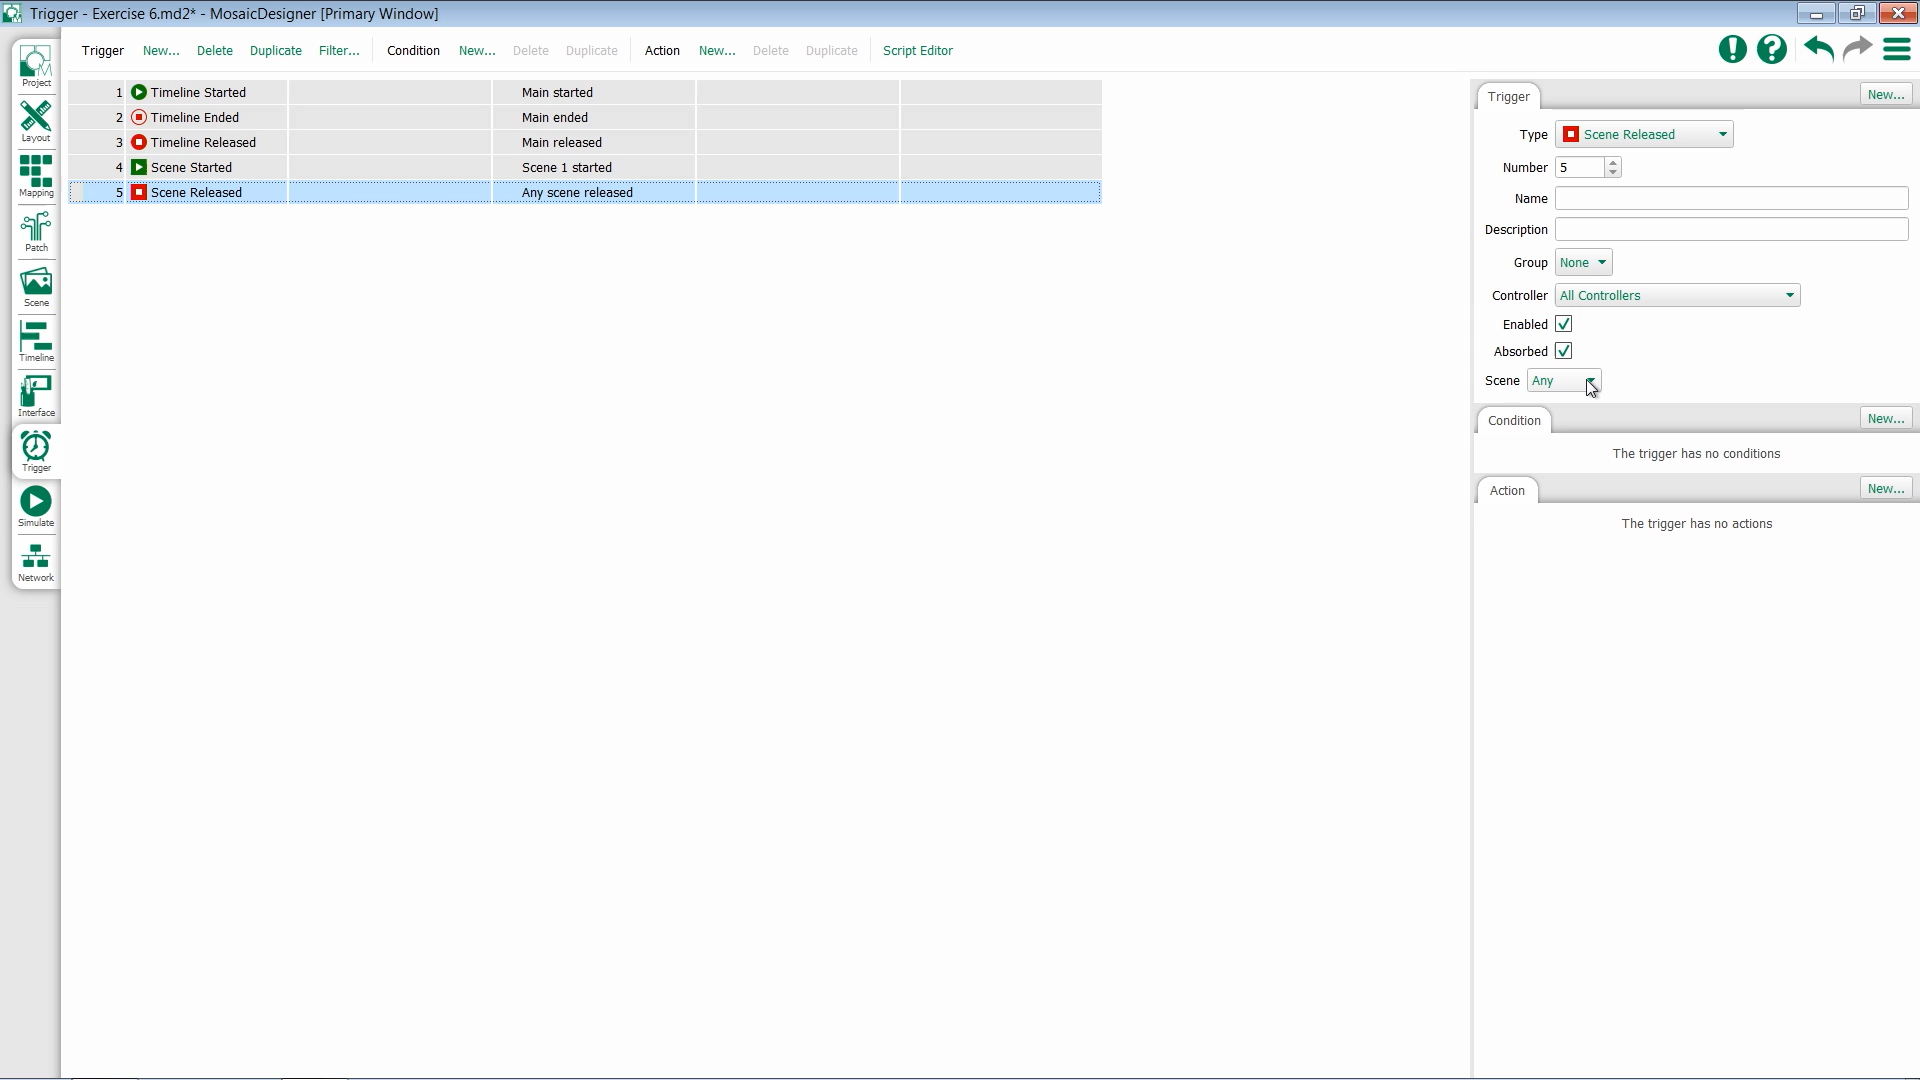 Trigger - Exercise 6.md2* - MosaicDesigner [Primary Window]
Trigger New... Delete Duplicate Filter... Condition New... Delete Duplicate Action New... Delete Duplicate Script Editor
Project
Layout
Mapping
Patch
Scene
Timeline
Interface
Trigger
Simulate
Network
1 Timeline Started Main started
2 Timeline Ended Main ended
3 Timeline Released Main released
4 Scene Started Scene 1 started
5 Scene Released Any scene released
Trigger New...
Type Scene Released
Number 5
Name
Description
Group None
Controller All Controllers
Enabled
Absorbed
Scene Any
Condition New...
The trigger has no conditions
Action New...
The trigger has no actions